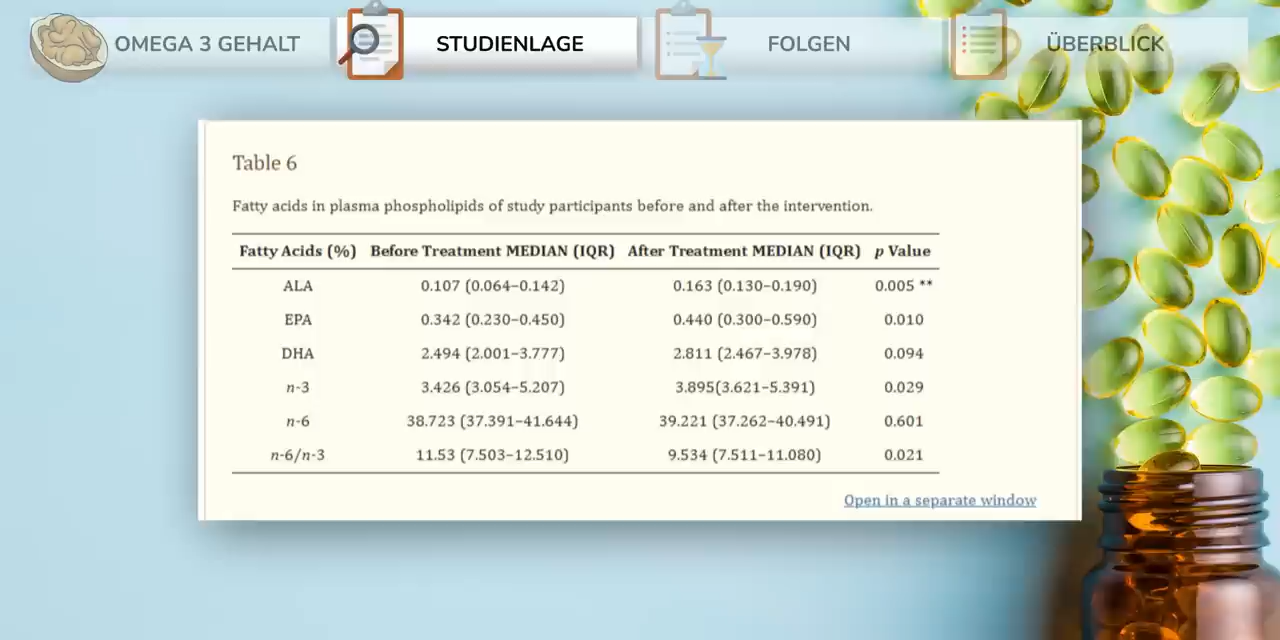 OMEGA 3 GEHALT STUDIENLAGE FOLGEN ÜBERBLICK
Table 6
Fatty acids in plasma phospholipids of study participants before and after the intervention.
Fatty Acids (%) Before Treatment MEDIAN (IQR) After Treatment MEDIAN (IQR) p Value
ALA 0.107 (0.064–0.142) 0.163 (0.130–0.190) 0.005 **
EPA 0.342 (0.230–0.450) 0.440 (0.300–0.590) 0.010
DHA 2.494 (2.001–3.777) 2.811 (2.467–3.978) 0.094
n-3 3.426 (3.054–5.207) 3.895(3.621–5.391) 0.029
n-6 38.723 (37.391–41.644) 39.221 (37.262–40.491) 0.601
n-6/n-3 11.53 (7.503–12.510) 9.534 (7.511–11.080) 0.021
Open in a separate window